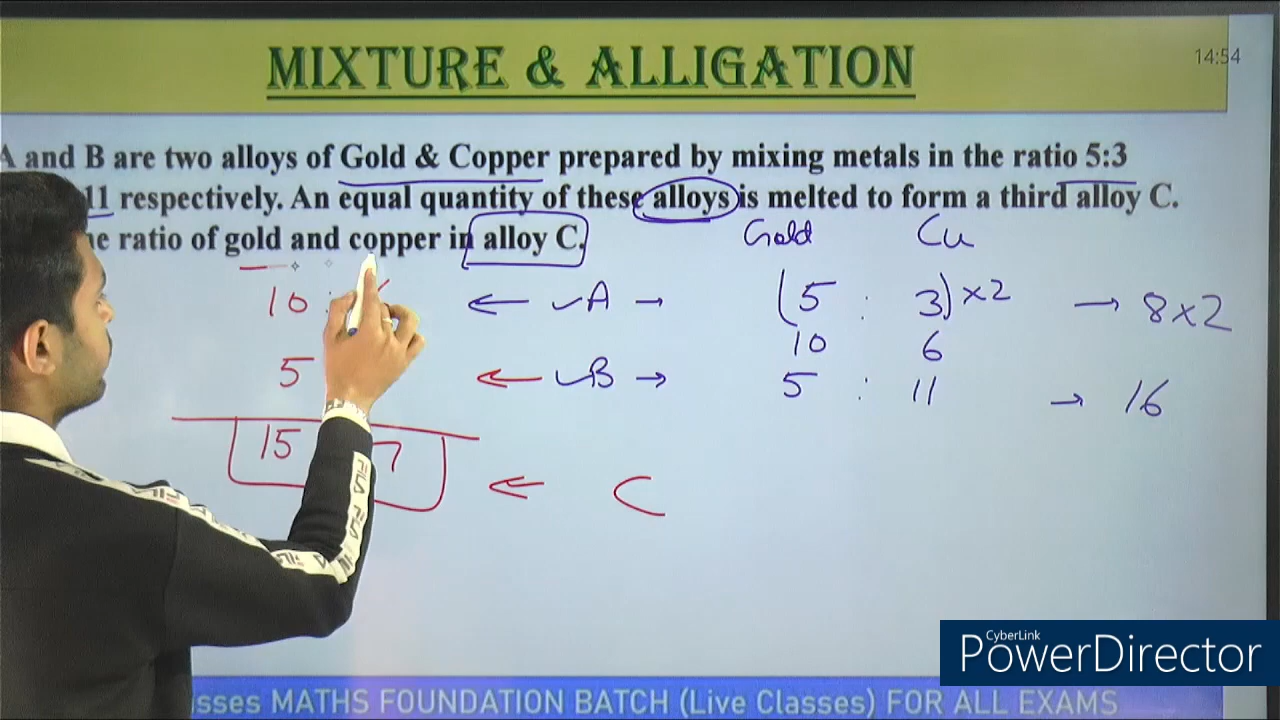 MIXTURE & ALLIGATION
14:54
A and B are two alloys of Gold & Copper prepared by mixing metals in the ratio 5:3
11 respectively. An equal quantity of these alloys is melted to form a third alloy C.
ratio of gold and copper in alloy C.
Gold Cu
10 : ← ✓A → (5 : 3)×2 → 8×2
10 6
5 ← ✓B → 5 : 11 → 16
15 7 ← C
FILA FILA FILA
CyberLink
PowerDirector
MATHS FOUNDATION BATCH (Live Classes) FOR ALL EXAMS